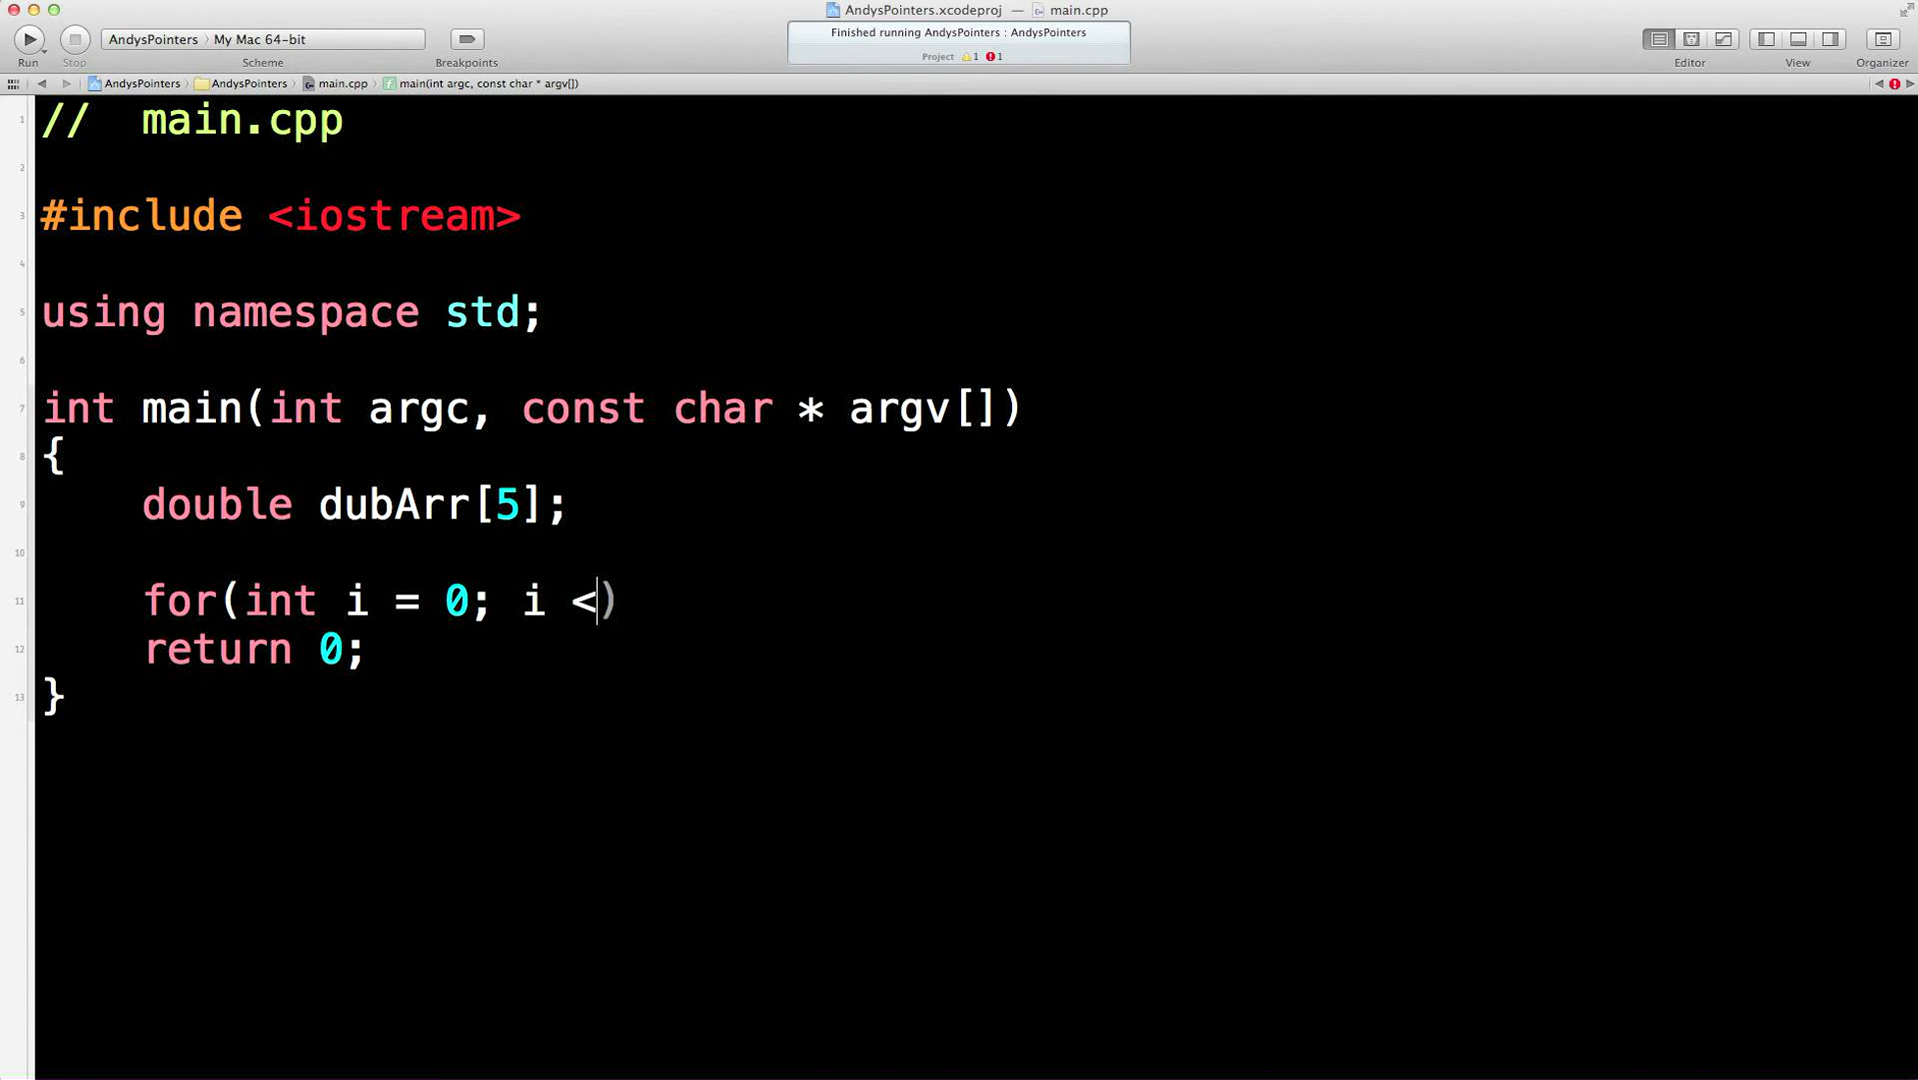 AndysPointers.xcodeproj — main.cpp
AndysPointers 〉 My Mac 64-bit
Finished running AndysPointers : AndysPointers
Project 1 1
Run Stop Scheme Breakpoints Editor View Organizer
AndysPointers 〉 AndysPointers 〉 main.cpp 〉 main(int argc, const char * argv[])
1 // main.cpp
2
3 #include <iostream>
4
5 using namespace std;
6
7 int main(int argc, const char * argv[])
8 {
9 double dubArr[5];
10
11 for(int i = 0; i <)
12 return 0;
13 }